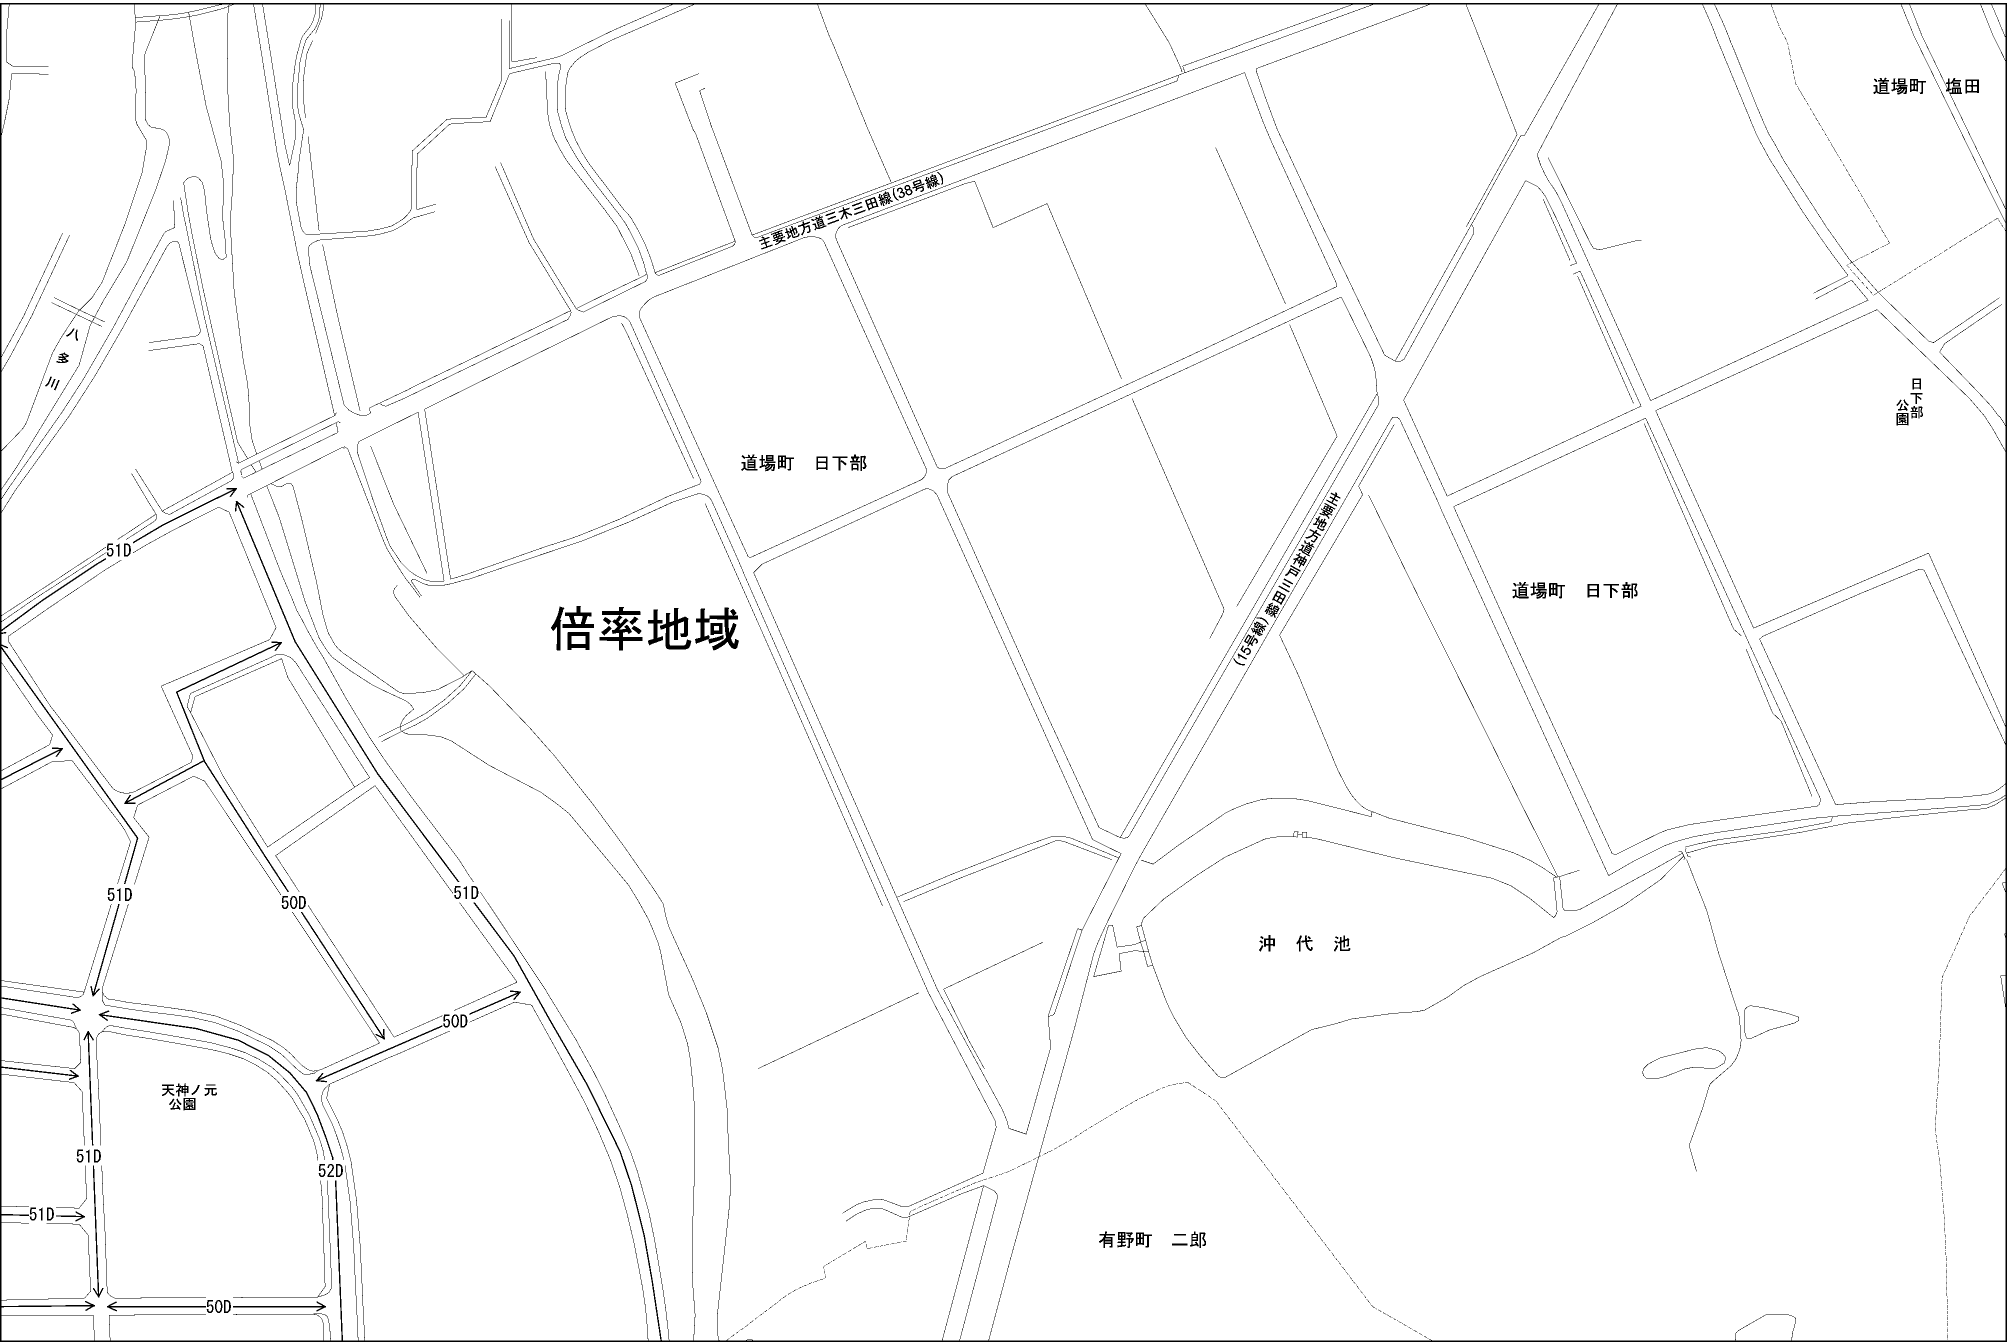 道場町　塩田
主要地方道三木三田線(38号線)
八多川
日下部
公園
道場町　日下部
51D
主要地方道神戸三田線(15号線)
道場町　日下部
倍率地域
51D
50D
51D
沖　代　池
50D
天神ノ元
公園
51D
52D
51D
有野町　二郎
50D